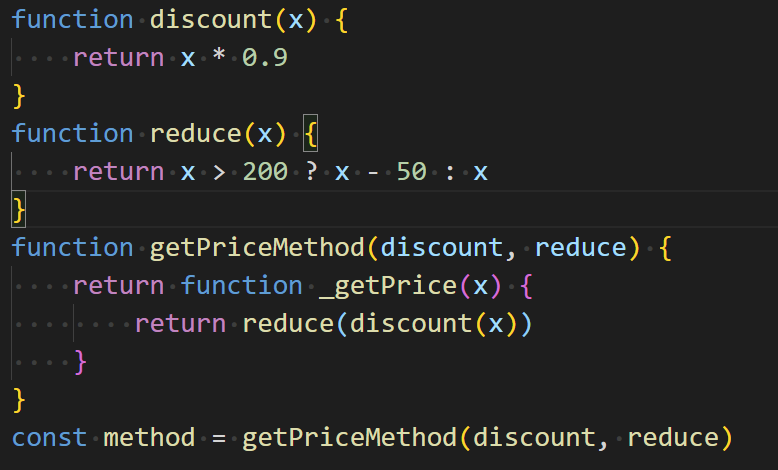 function discount(x) {
    return x * 0.9
}
function reduce(x) {
    return x > 200 ? x - 50 : x
}
function getPriceMethod(discount, reduce) {
    return function _getPrice(x) {
        return reduce(discount(x))
    }
}
const method = getPriceMethod(discount, reduce)